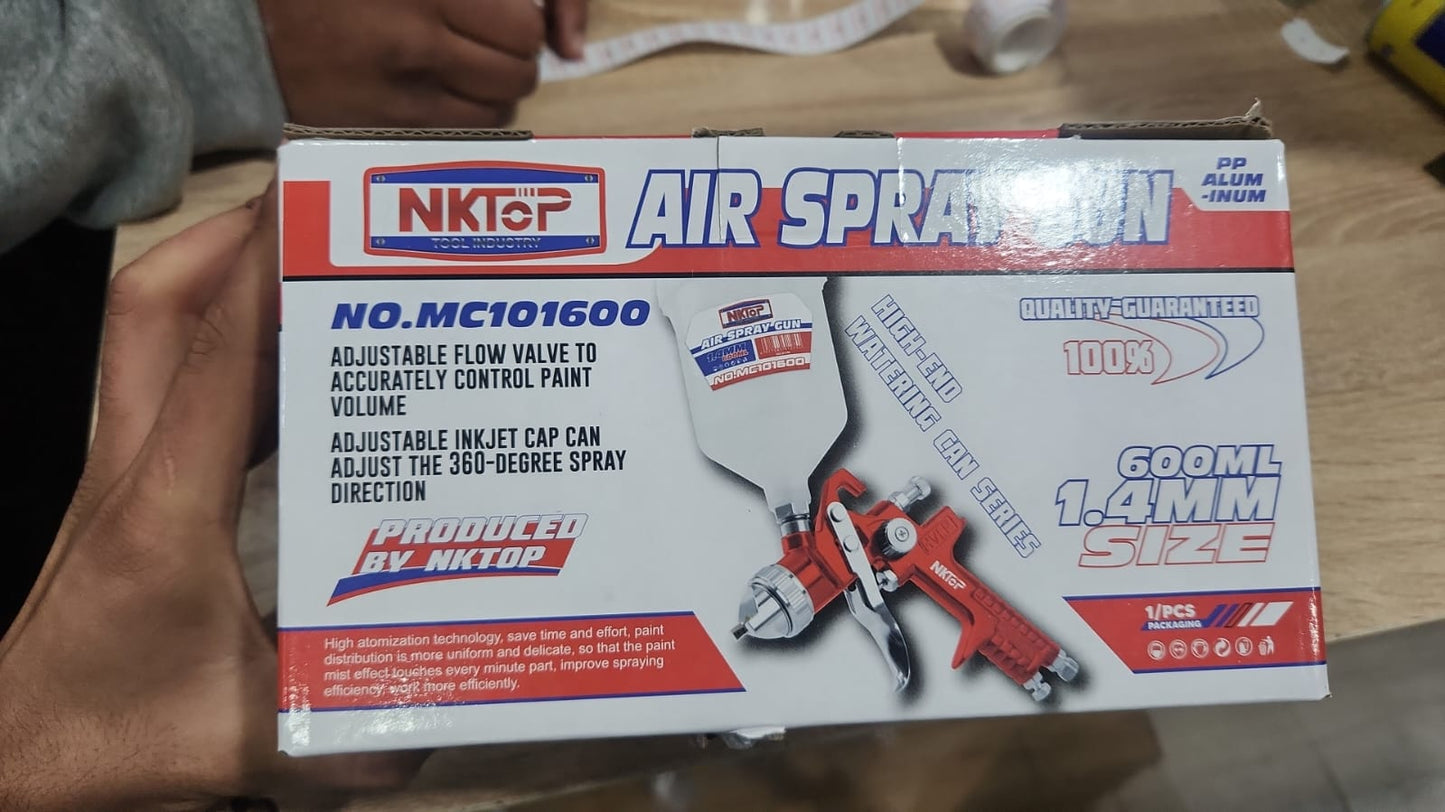 NKTOP
TOOL INDUSTRY
AIR SPRAY GUN
PP
ALUM
-INUM
NO.MC101600
ADJUSTABLE FLOW VALVE TO
ACCURATELY CONTROL PAINT
VOLUME
ADJUSTABLE INKJET CAP CAN
ADJUST THE 360-DEGREE SPRAY
DIRECTION
PRODUCED
BY NKTOP
High atomization technology, save time and effort, paint
distribution is more uniform and delicate, so that the paint
mist effect touches every minute part, improve spraying
efficiency, work more efficiently.
NKTOP
AIR SPRAY GUN
1.4MM
600ML
NO.MC101600
HIGH-END
WATERING CAN SERIES
NKTOP
QUALITY-GUARANTEED
100%
600ML
1.4MM
SIZE
1/PCS
PACKAGING